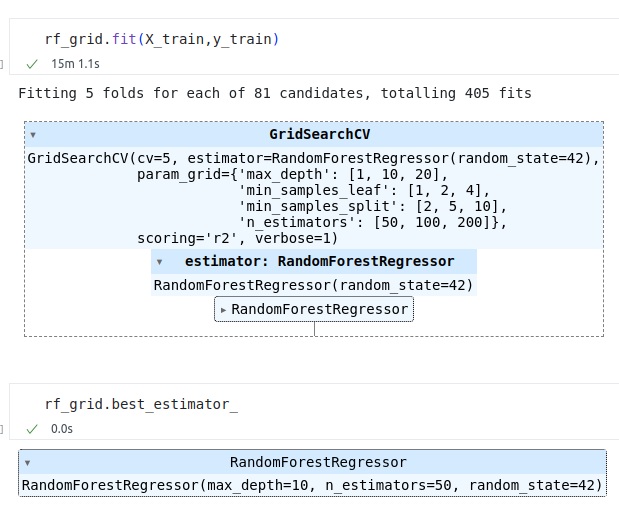 rf_grid.fit(X_train,y_train)
15m 1.1s
Fitting 5 folds for each of 81 candidates, totalling 405 fits
GridSearchCV
GridSearchCV(cv=5, estimator=RandomForestRegressor(random_state=42),
param_grid={'max_depth': [1, 10, 20],
'min_samples_leaf': [1, 2, 4],
'min_samples_split': [2, 5, 10],
'n_estimators': [50, 100, 200]},
scoring='r2', verbose=1)
estimator: RandomForestRegressor
RandomForestRegressor(random_state=42)
RandomForestRegressor
rf_grid.best_estimator_
0.0s
RandomForestRegressor
RandomForestRegressor(max_depth=10, n_estimators=50, random_state=42)